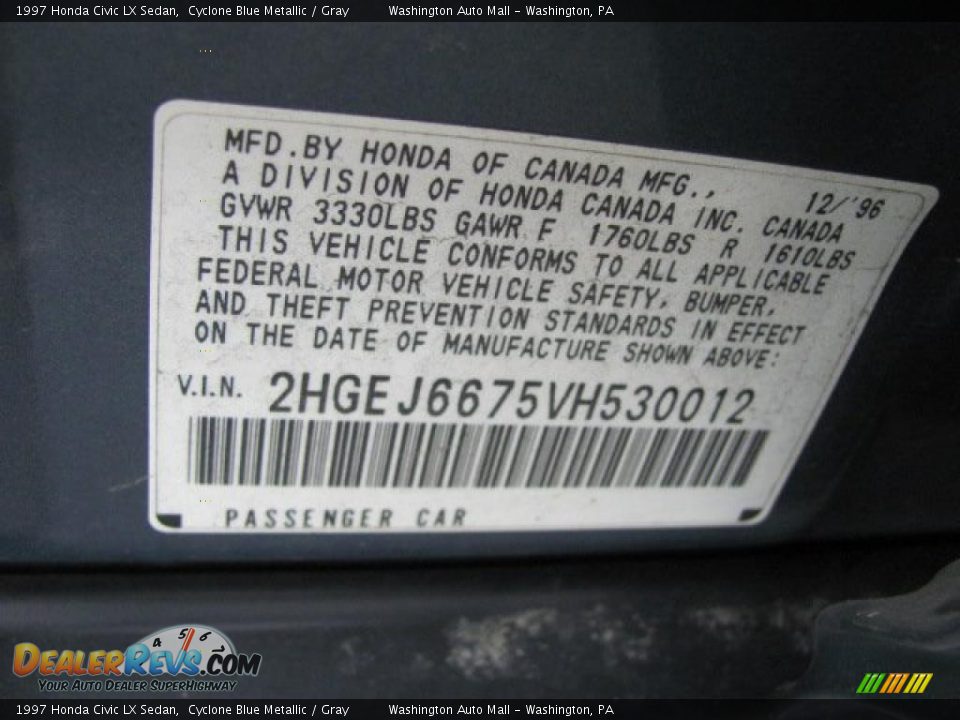 1997 Honda Civic LX Sedan, Cyclone Blue Metallic / Gray Washington Auto Mall - Washington, PA
MFD.BY HONDA OF CANADA MFG., 12/'96
A DIVISION OF HONDA CANADA INC. CANADA
GVWR 3330LBS GAWR F 1760LBS R 1610LBS
THIS VEHICLE CONFORMS TO ALL APPLICABLE
FEDERAL MOTOR VEHICLE SAFETY, BUMPER,
AND THEFT PREVENTION STANDARDS IN EFFECT
ON THE DATE OF MANUFACTURE SHOWN ABOVE:
V.I.N. 2HGEJ6675VH530012
PASSENGER CAR
4 5 6 7
DEALERREVS.COM
YOUR AUTO DEALER SUPERHIGHWAY
1997 Honda Civic LX Sedan, Cyclone Blue Metallic / Gray Washington Auto Mall - Washington, PA